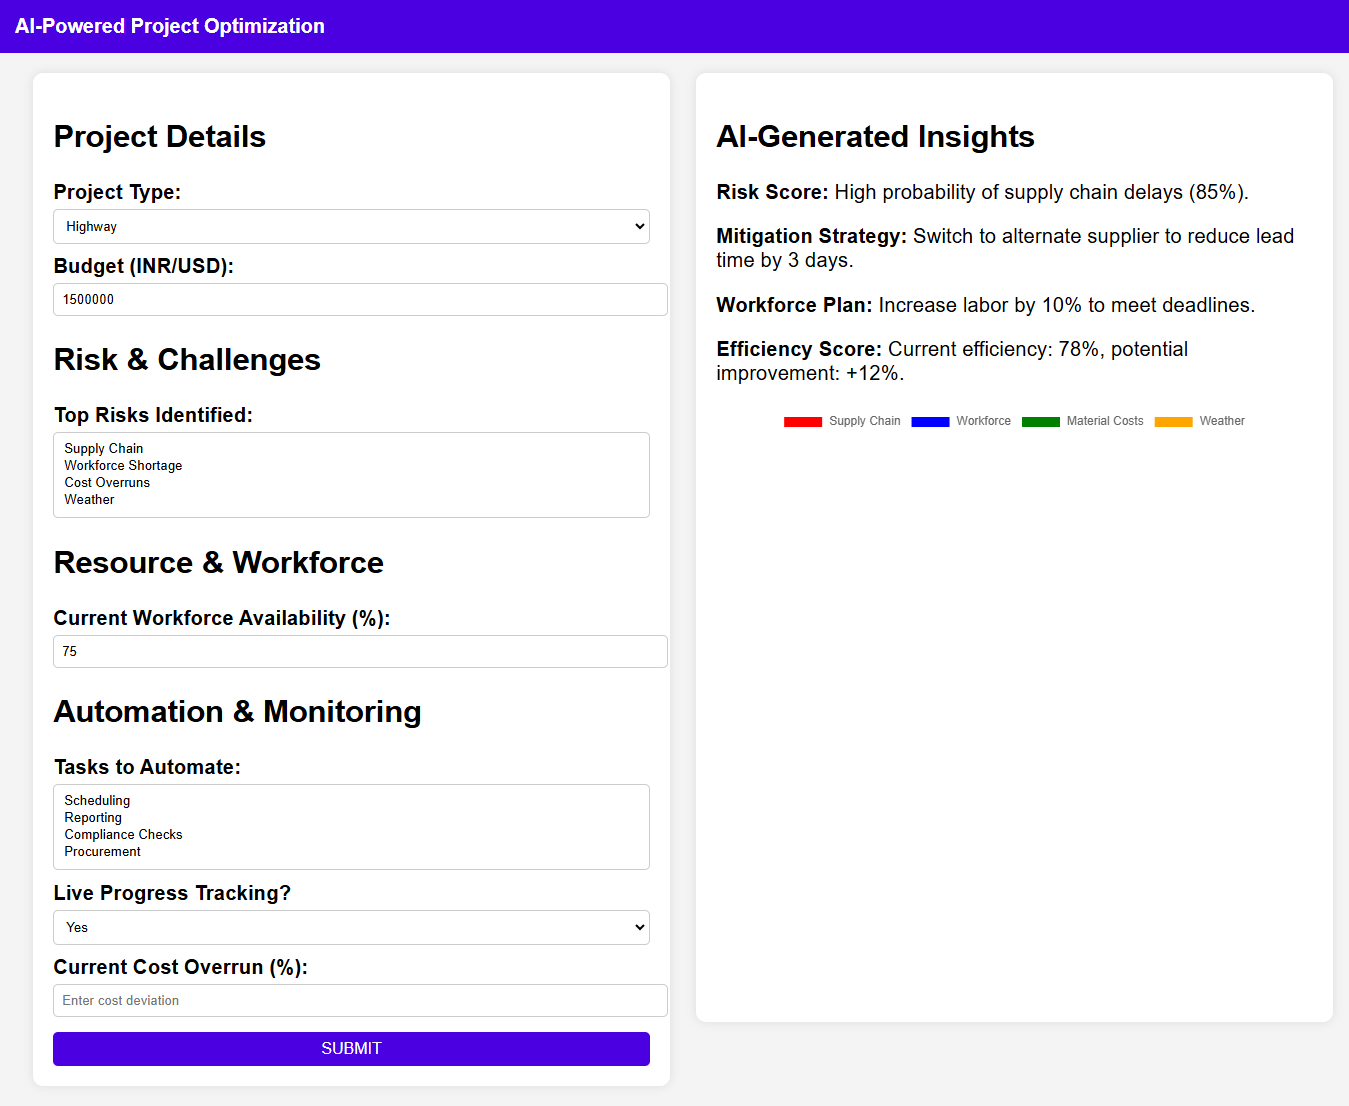 AI-Powered Project Optimization
Project Details
Project Type:
Highway
Budget (INR/USD):
1500000
Risk & Challenges
Top Risks Identified:
Supply Chain
Workforce Shortage
Cost Overruns
Weather
Resource & Workforce
Current Workforce Availability (%):
75
Automation & Monitoring
Tasks to Automate:
Scheduling
Reporting
Compliance Checks
Procurement
Live Progress Tracking?
Yes
Current Cost Overrun (%):
Enter cost deviation
SUBMIT
AI-Generated Insights
Risk Score: High probability of supply chain delays (85%).
Mitigation Strategy: Switch to alternate supplier to reduce lead
time by 3 days.
Workforce Plan: Increase labor by 10% to meet deadlines.
Efficiency Score: Current efficiency: 78%, potential
improvement: +12%.
Supply Chain Workforce Material Costs Weather